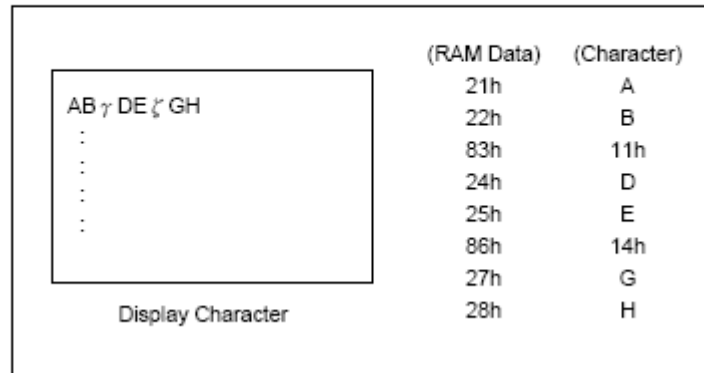 (RAM Data) (Character)
21h A
22h B
83h 11h
24h D
25h E
86h 14h
27h G
28h H
AB γ DE ζ GH
:
:
:
:
Display Character